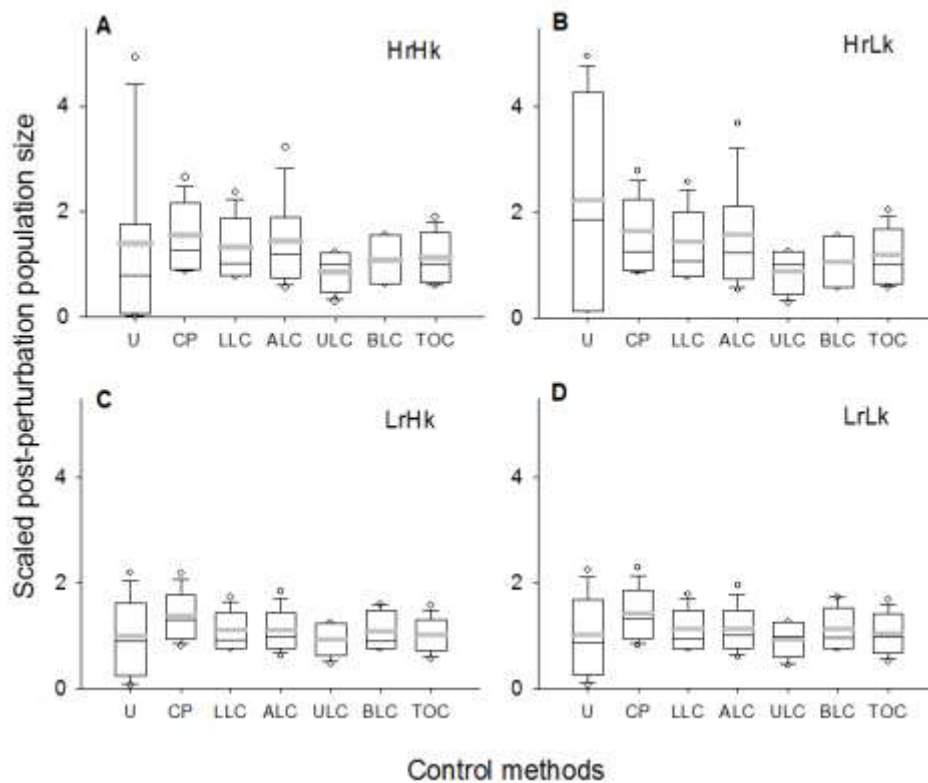 A
HrHk
4
2
0
U CP LLC ALC ULC BLC TOC
B
HrLk
4
2
0
U CP LLC ALC ULC BLC TOC
C
LrHk
4
2
0
U CP LLC ALC ULC BLC TOC
D
LrLk
4
2
0
U CP LLC ALC ULC BLC TOC
Scaled post-perturbation population size
Control methods